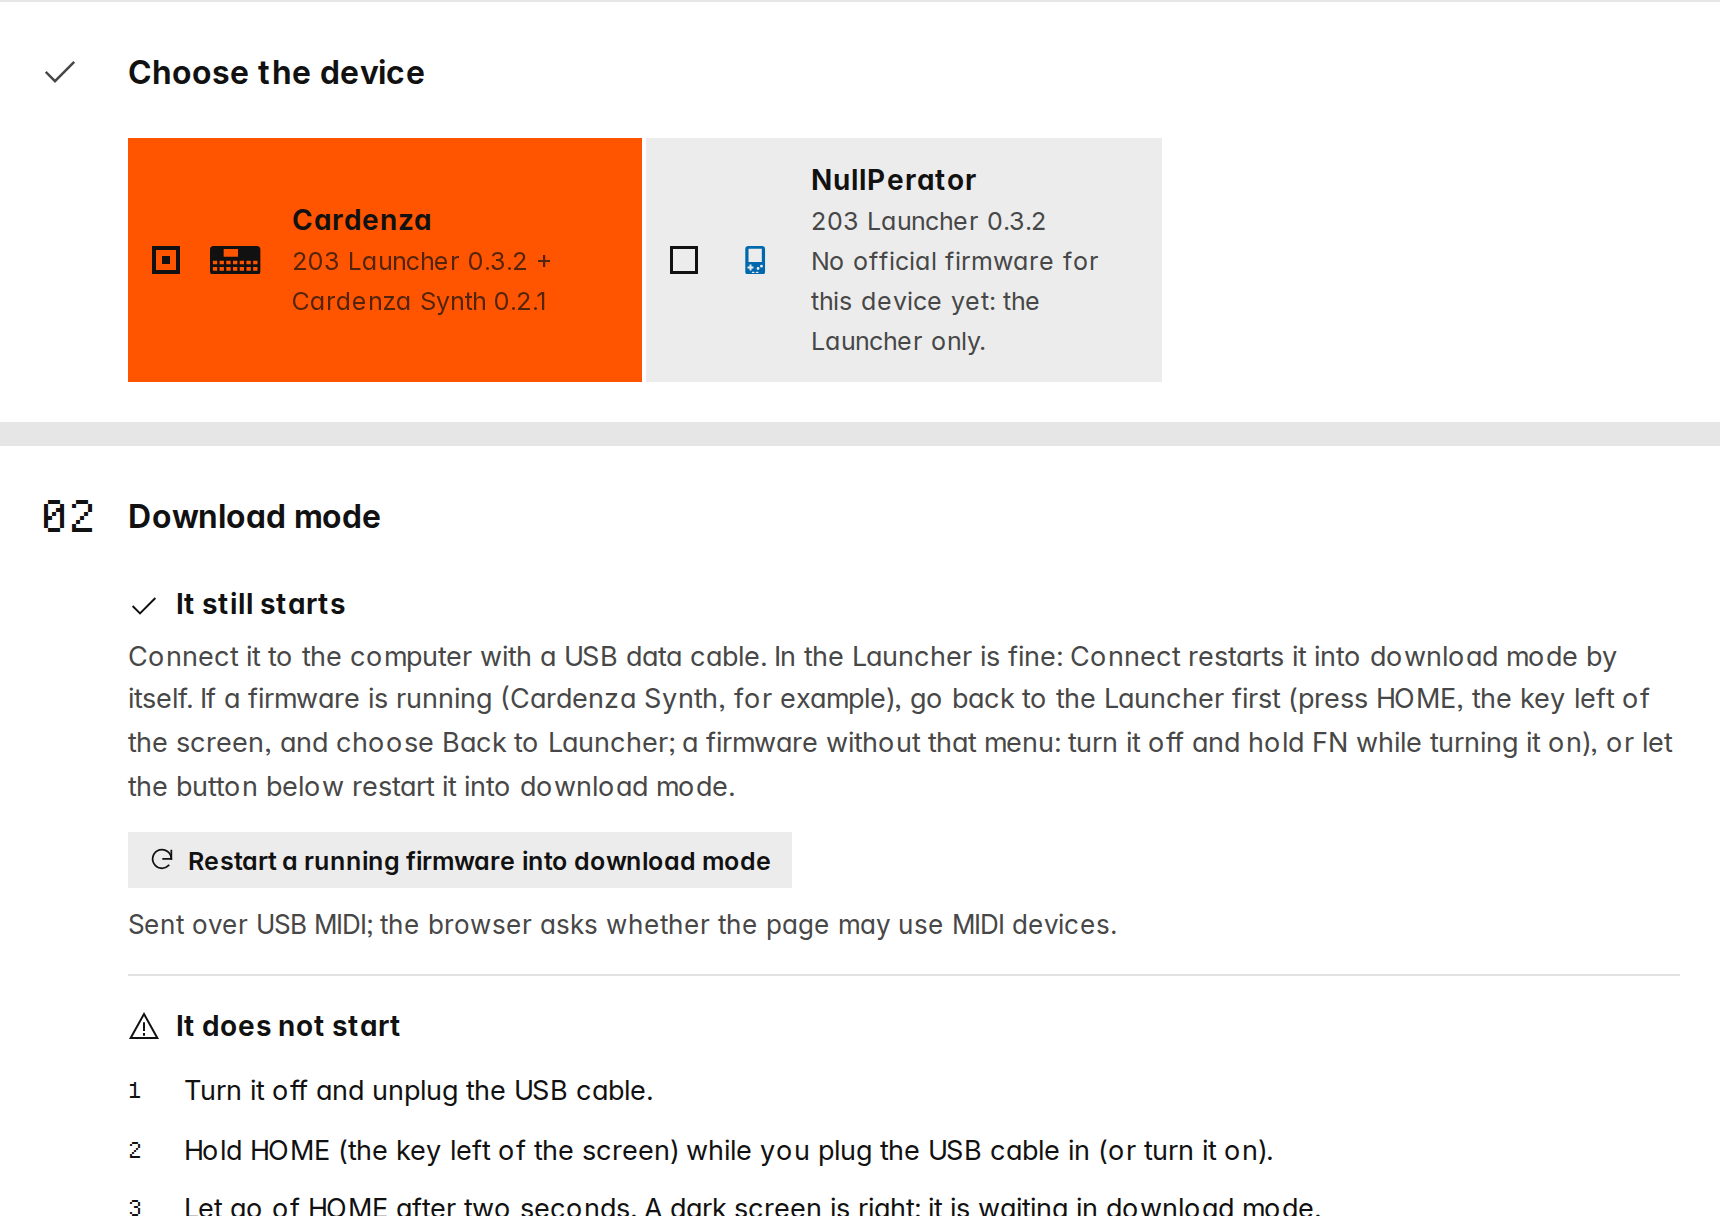 Choose the device
Cardenza
203 Launcher 0.3.2 +
Cardenza Synth 0.2.1
NullPerator
203 Launcher 0.3.2
No official firmware for
this device yet: the
Launcher only.
02 Download mode
It still starts
Connect it to the computer with a USB data cable. In the Launcher is fine: Connect restarts it into download mode by
itself. If a firmware is running (Cardenza Synth, for example), go back to the Launcher first (press HOME, the key left of
the screen, and choose Back to Launcher; a firmware without that menu: turn it off and hold FN while turning it on), or let
the button below restart it into download mode.
Restart a running firmware into download mode
Sent over USB MIDI; the browser asks whether the page may use MIDI devices.
It does not start
1 Turn it off and unplug the USB cable.
2 Hold HOME (the key left of the screen) while you plug the USB cable in (or turn it on).
3 Let go of HOME after two seconds. A dark screen is right: it is waiting in download mode.